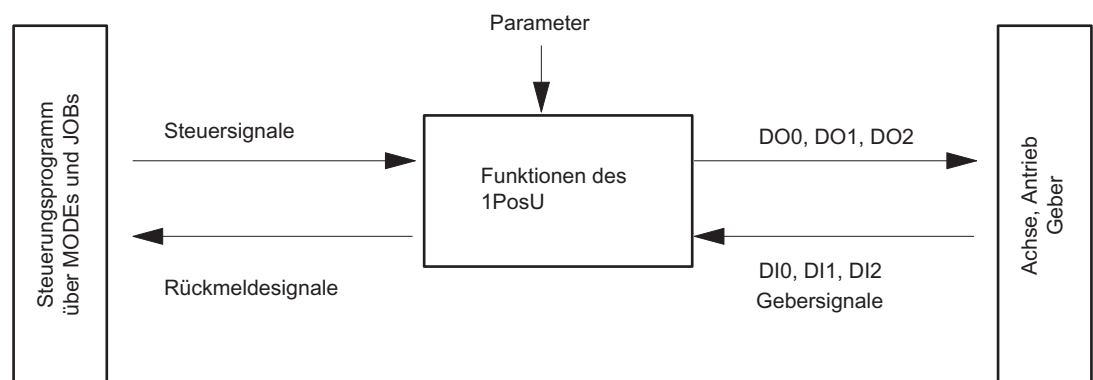 Parameter
Steuerungsprogramm
über MODEs und JOBs
Steuersignale
Rückmeldesignale
Funktionen des
1PosU
DO0, DO1, DO2
DI0, DI1, DI2
Gebersignale
Achse, Antrieb
Geber